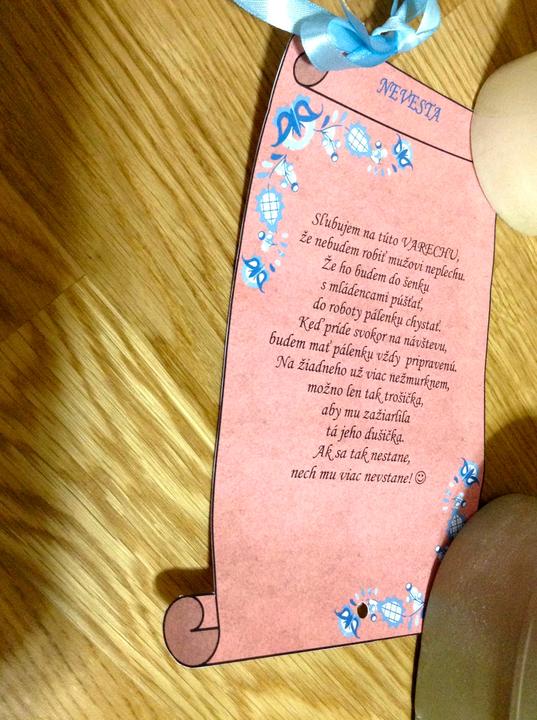 NEVESTA
Sľubujem na túto VARECHU,
že nebudem robiť mužovi neplechu.
Že ho budem do šenku
s mládencami púšťať,
do roboty pálenku chystať.
Keď príde svokor na návštevu,
budem mať pálenku vždy pripravenú.
Na žiadneho už viac nežmurknem,
možno len tak trošička,
aby mu zažiarlila
tá jeho dušička.
Ak sa tak nestane,
nech mu viac nevstane! ☺